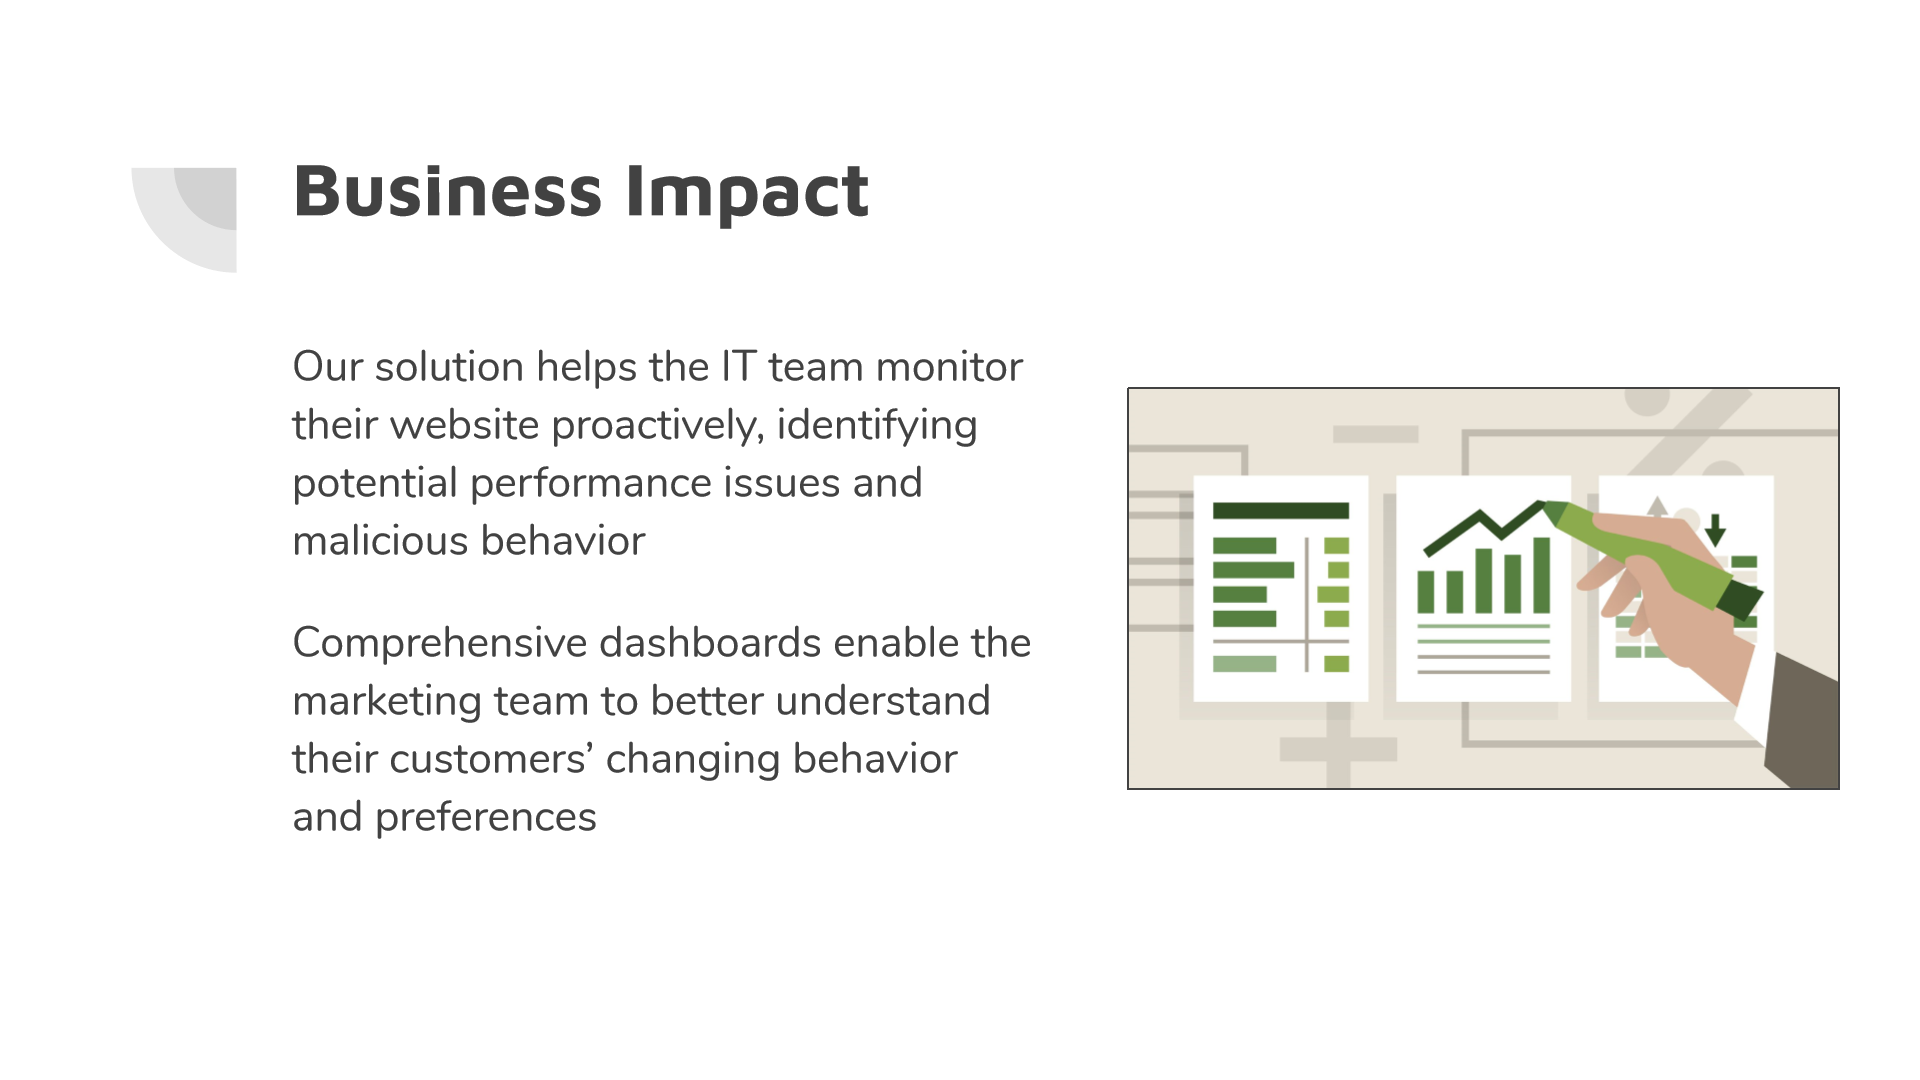 Business Impact
Our solution helps the IT team monitor
their website proactively, identifying
potential performance issues and
malicious behavior
Comprehensive dashboards enable the
marketing team to better understand
their customers’ changing behavior
and preferences